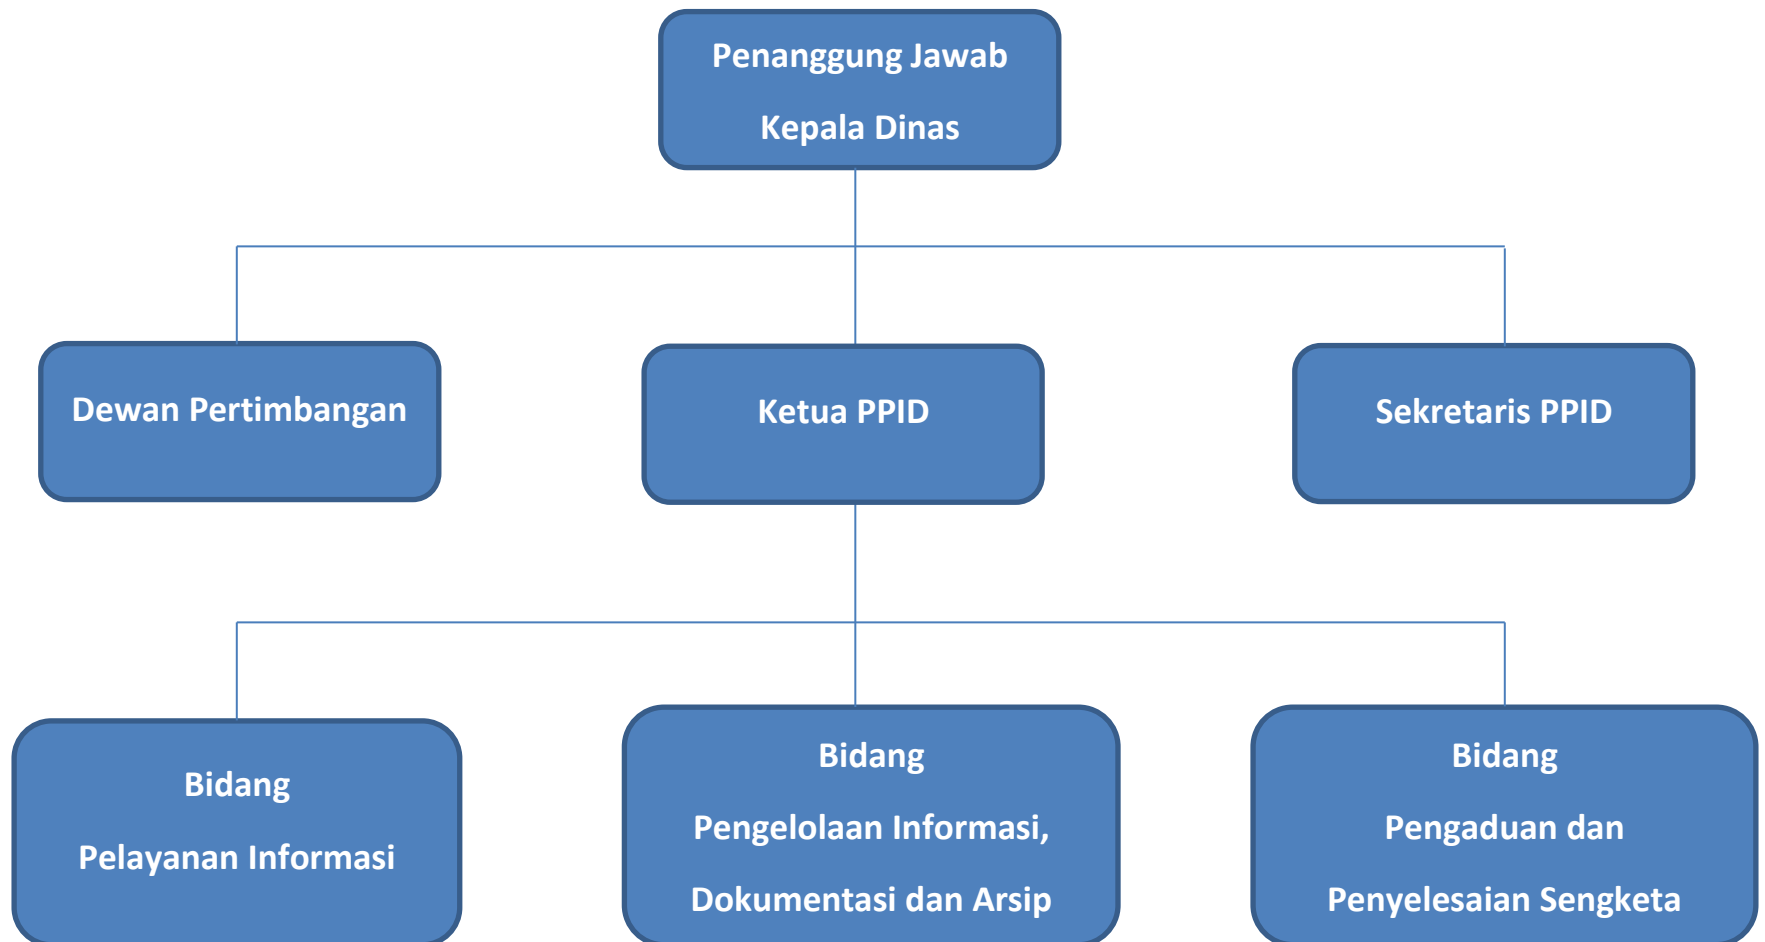 Penanggung Jawab
Kepala Dinas
Dewan Pertimbangan
Ketua PPID
Sekretaris PPID
Bidang
Pelayanan Informasi
Bidang
Pengelolaan Informasi,
Dokumentasi dan Arsip
Bidang
Pengaduan dan
Penyelesaian Sengketa